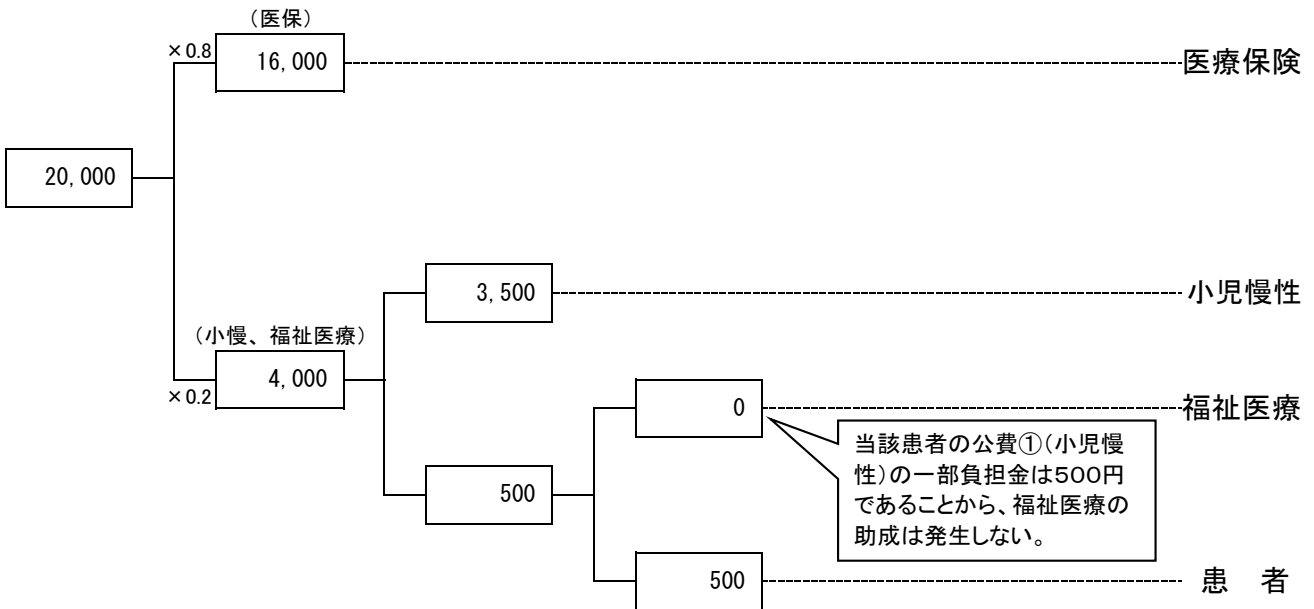 (医保)
×0.8
16,000
医療保険
20,000
3,500
小児慢性
(小慢、福祉医療)
4,000
×0.2
0
福祉医療
当該患者の公費①(小児慢
性)の一部負担金は500円
であることから、福祉医療の
助成は発生しない。
500
500
患 者